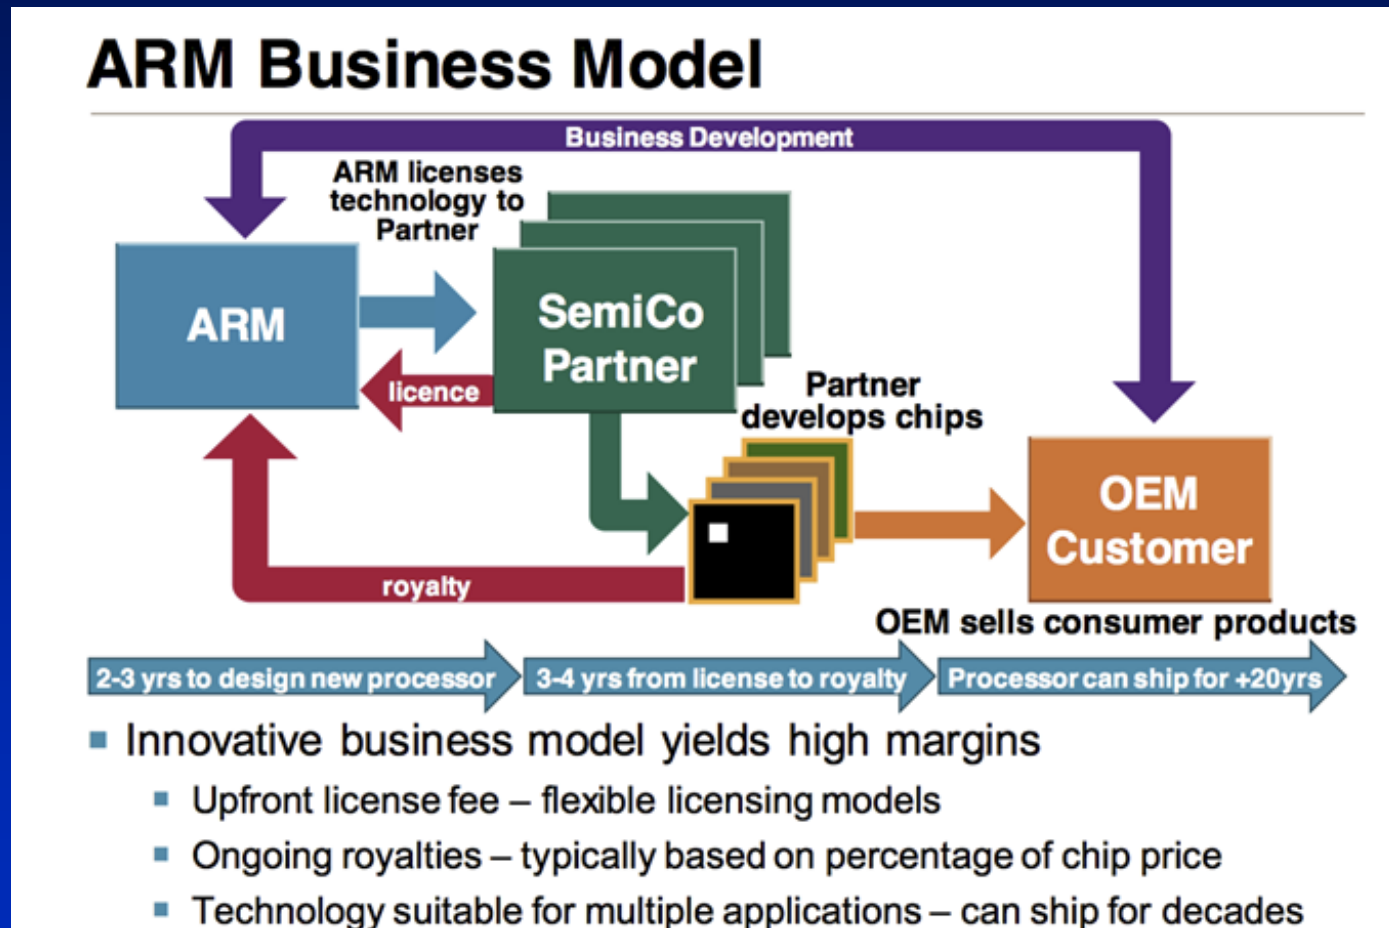 ARM Business Model
Business Development
ARM licenses
technology to
Partner
ARM
SemiCo
Partner
licence
Partner
develops chips
OEM
Customer
royalty
OEM sells consumer products
2-3 yrs to design new processor
3-4 yrs from license to royalty
Processor can ship for +20yrs
Innovative business model yields high margins
Upfront license fee – flexible licensing models
Ongoing royalties – typically based on percentage of chip price
Technology suitable for multiple applications – can ship for decades